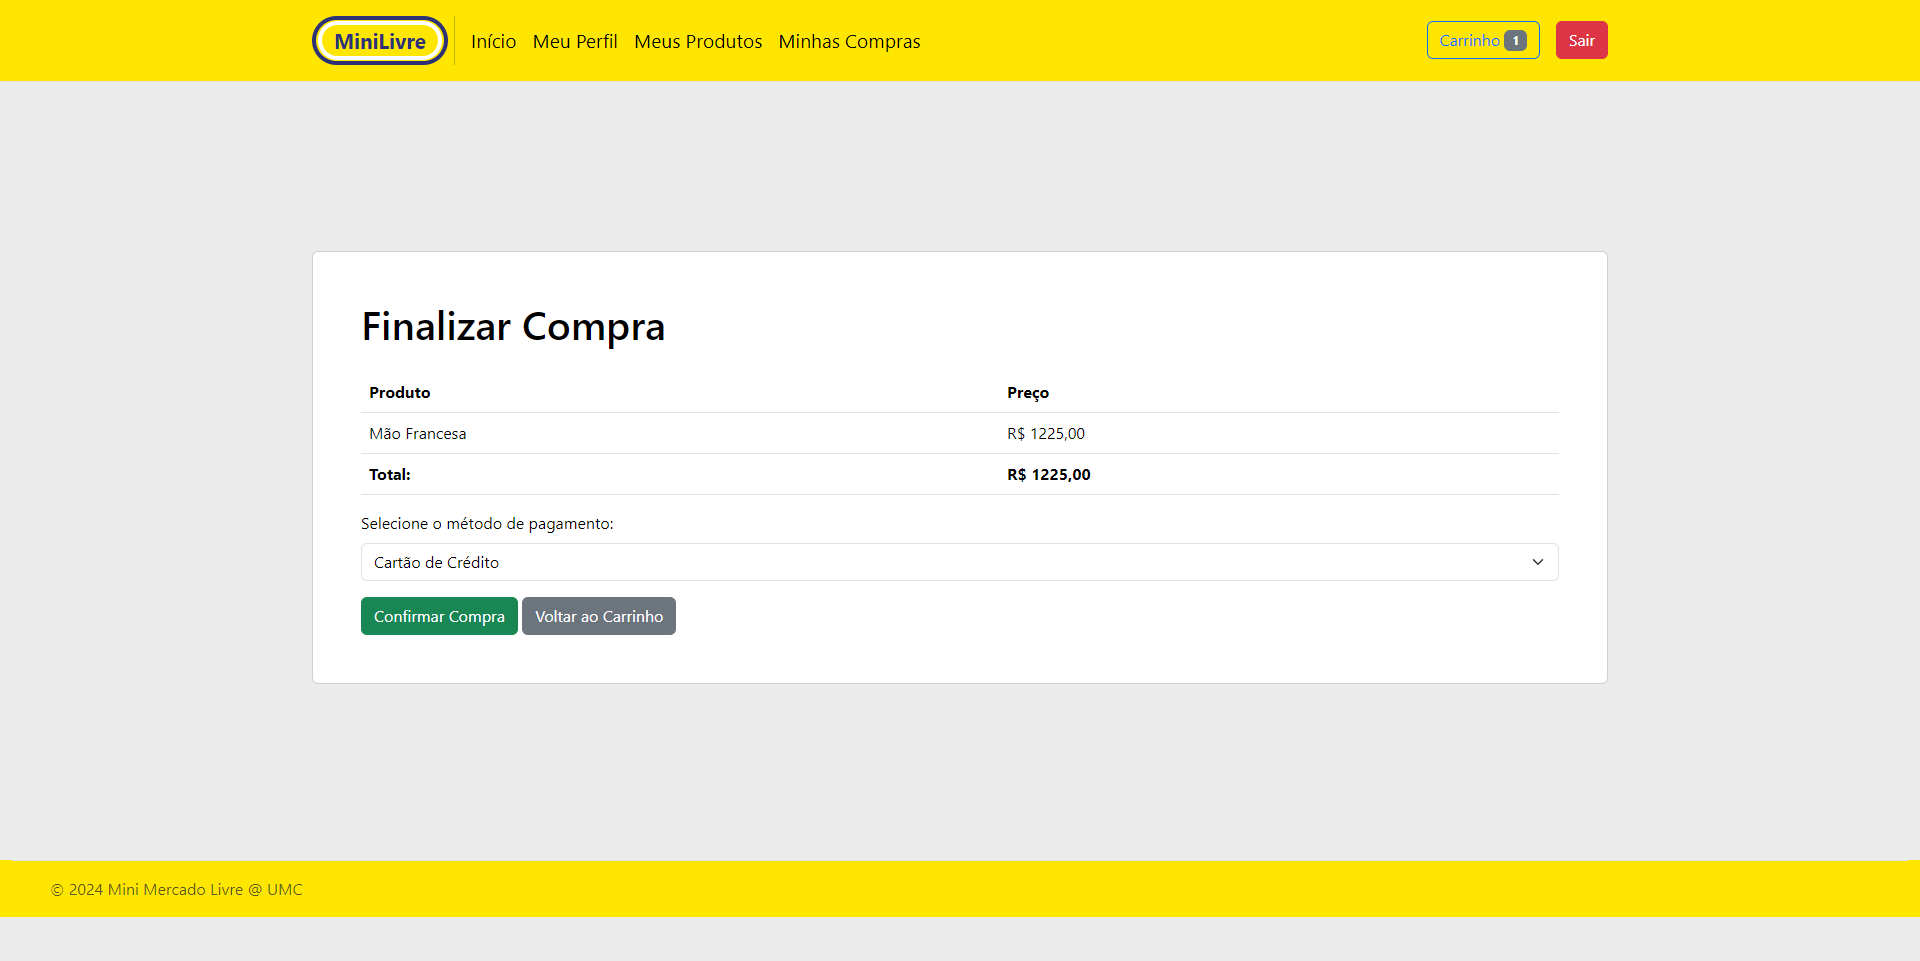 MiniLivre Início Meu Perfil Meus Produtos Minhas Compras Carrinho 1 Sair
Finalizar Compra
Produto Preço
Mão Francesa R$ 1225,00
Total: R$ 1225,00
Selecione o método de pagamento:
Cartão de Crédito
Confirmar Compra Voltar ao Carrinho
© 2024 Mini Mercado Livre @ UMC